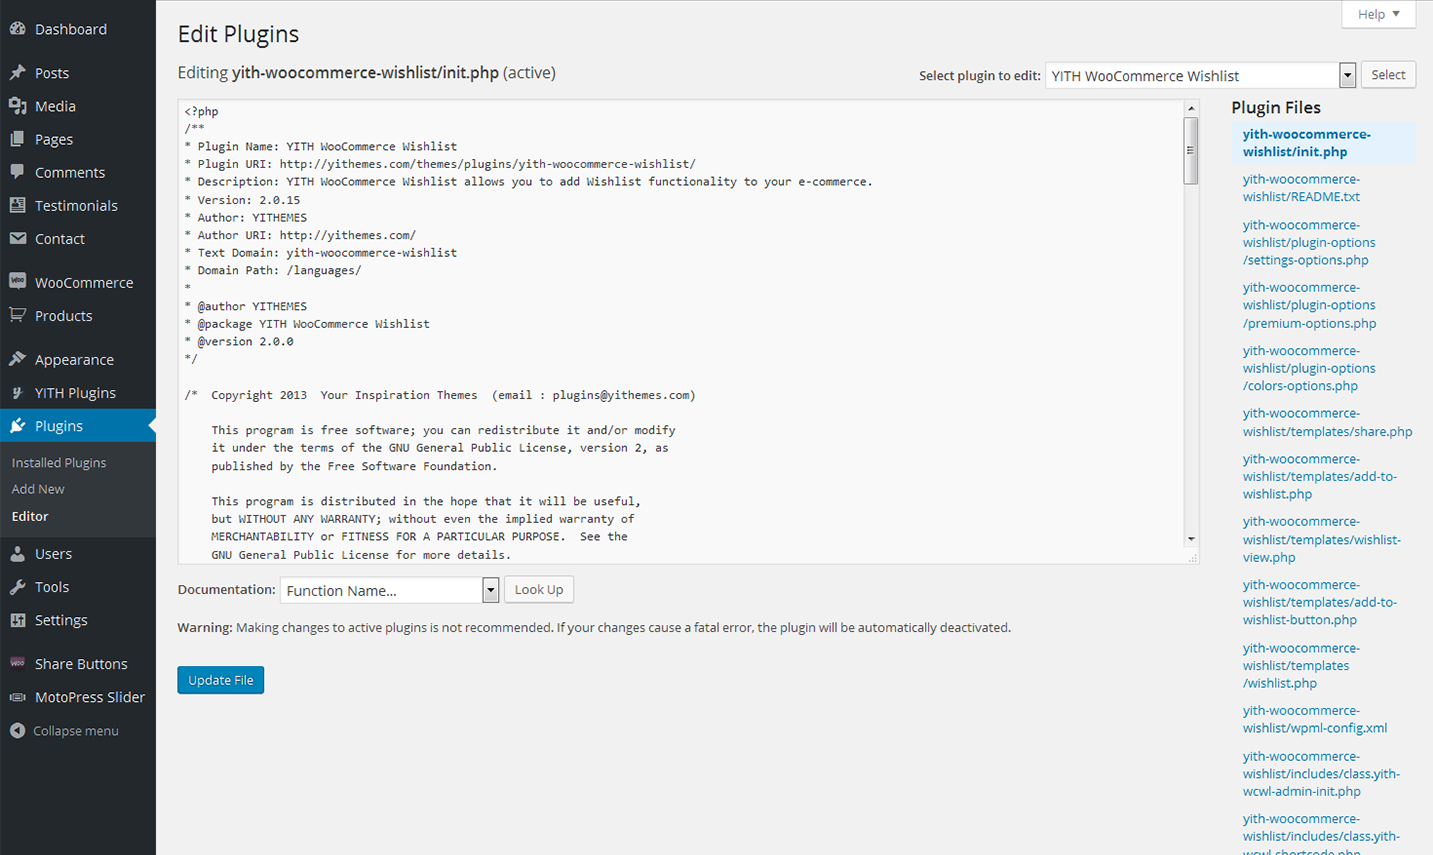 Dashboard
Posts
Media
Pages
Comments
Testimonials
Contact
WooCommerce
Products
Appearance
YITH Plugins
Plugins
Installed Plugins
Add New
Editor
Users
Tools
Settings
Share Buttons
MotoPress Slider
Collapse menu
Help
Edit Plugins
Editing yith-woocommerce-wishlist/init.php (active)
Select plugin to edit: YITH WooCommerce Wishlist Select
<?php
/**
* Plugin Name: YITH WooCommerce Wishlist
* Plugin URI: http://yithemes.com/themes/plugins/yith-woocommerce-wishlist/
* Description: YITH WooCommerce Wishlist allows you to add Wishlist functionality to your e-commerce.
* Version: 2.0.15
* Author: YITHEMES
* Author URI: http://yithemes.com/
* Text Domain: yith-woocommerce-wishlist
* Domain Path: /languages/
*
* @author YITHEMES
* @package YITH WooCommerce Wishlist
* @version 2.0.0
*/
/*  Copyright 2013  Your Inspiration Themes  (email : plugins@yithemes.com)
This program is free software; you can redistribute it and/or modify
it under the terms of the GNU General Public License, version 2, as
published by the Free Software Foundation.
This program is distributed in the hope that it will be useful,
but WITHOUT ANY WARRANTY; without even the implied warranty of
MERCHANTABILITY or FITNESS FOR A PARTICULAR PURPOSE.  See the
GNU General Public License for more details.
Documentation: Function Name... Look Up
Warning: Making changes to active plugins is not recommended. If your changes cause a fatal error, the plugin will be automatically deactivated.
Update File
Plugin Files
yith-woocommerce-
wishlist/init.php
yith-woocommerce-
wishlist/README.txt
yith-woocommerce-
wishlist/plugin-options
/settings-options.php
yith-woocommerce-
wishlist/plugin-options
/premium-options.php
yith-woocommerce-
wishlist/plugin-options
/colors-options.php
yith-woocommerce-
wishlist/templates/share.php
yith-woocommerce-
wishlist/templates/add-to-
wishlist.php
yith-woocommerce-
wishlist/templates/wishlist-
view.php
yith-woocommerce-
wishlist/templates/add-to-
wishlist-button.php
yith-woocommerce-
wishlist/templates
/wishlist.php
yith-woocommerce-
wishlist/wpml-config.xml
yith-woocommerce-
wishlist/includes/class.yith-
wcwl-admin-init.php
yith-woocommerce-
wishlist/includes/class.yith-
wcwl-shortcode.php